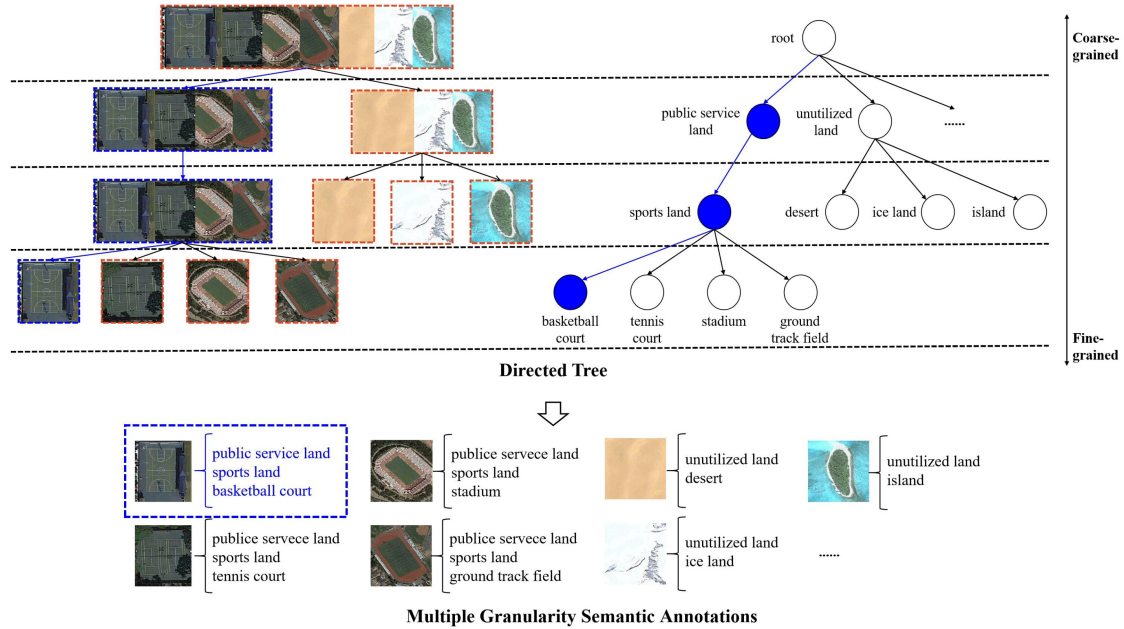 root
Coarse-
grained
public service
land
unutilized
land
......
sports land
desert
ice land
island
basketball
court
tennis
court
stadium
ground
track field
Fine-
grained
Directed Tree
public service land
sports land
basketball court
publice servece land
sports land
stadium
unutilized land
desert
unutilized land
island
publice servece land
sports land
tennis court
publice servece land
sports land
ground track field
unutilized land
ice land
......
Multiple Granularity Semantic Annotations